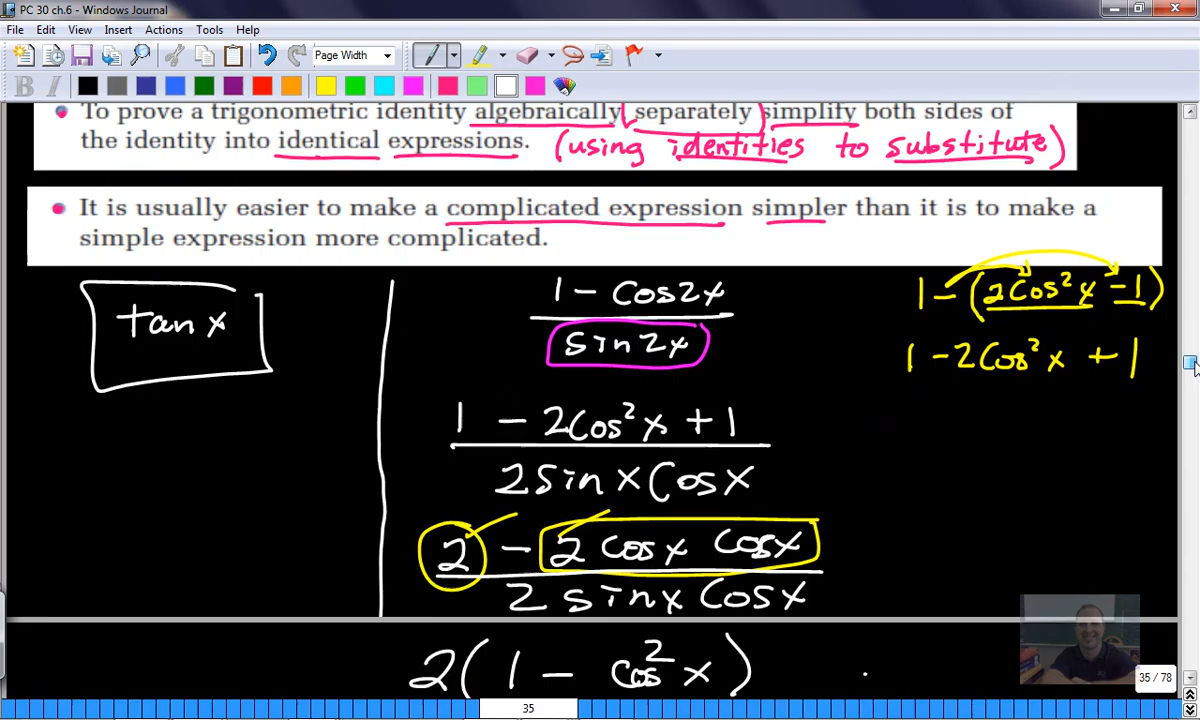 PC 30 ch.6 - Windows Journal
File Edit View Insert Actions Tools Help
Page Width
B I
• To prove a trigonometric identity algebraically (separately) simplify both sides of
the identity into identical expressions. (using identities to substitute)
• It is usually easier to make a complicated expression simpler than it is to make a
simple expression more complicated.
tan x
1 - Cos2x
sin2x
1 - 2Cos²x + 1
2 sin x Cos x
2 - 2 cosx cosx
2 sinx Cosx
2(1 - cos²x)
1 - (2Cos²x - 1)
1 - 2Cos²x + 1
35 / 78
35